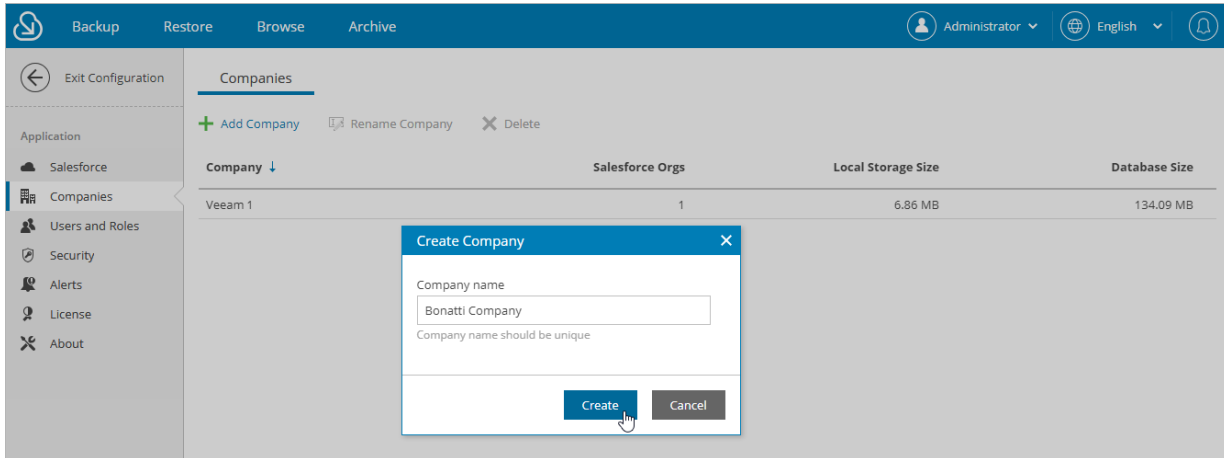 Backup Restore Browse Archive Administrator English
Exit Configuration Companies
Application
Add Company Rename Company Delete
Salesforce
Companies
Users and Roles
Security
Alerts
License
About
Company Salesforce Orgs Local Storage Size Database Size
Veeam 1 1 6.86 MB 134.09 MB
Create Company
Company name
Bonatti Company
Company name should be unique
Create Cancel